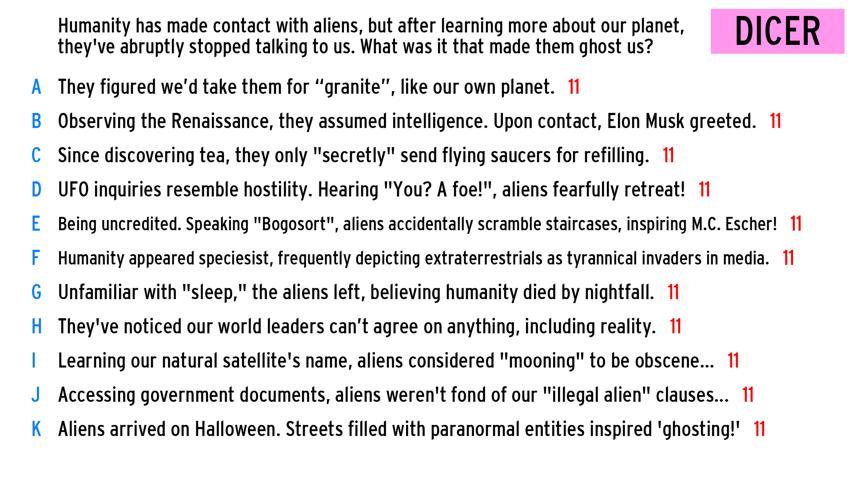 Humanity has made contact with aliens, but after learning more about our planet,
they've abruptly stopped talking to us. What was it that made them ghost us?
DICER
A They figured we’d take them for “granite”, like our own planet. 11
B Observing the Renaissance, they assumed intelligence. Upon contact, Elon Musk greeted. 11
C Since discovering tea, they only "secretly" send flying saucers for refilling. 11
D UFO inquiries resemble hostility. Hearing "You? A foe!", aliens fearfully retreat! 11
E Being uncredited. Speaking "Bogosort", aliens accidentally scramble staircases, inspiring M.C. Escher! 11
F Humanity appeared speciesist, frequently depicting extraterrestrials as tyrannical invaders in media. 11
G Unfamiliar with "sleep," the aliens left, believing humanity died by nightfall. 11
H They've noticed our world leaders can’t agree on anything, including reality. 11
I Learning our natural satellite's name, aliens considered "mooning" to be obscene... 11
J Accessing government documents, aliens weren't fond of our "illegal alien" clauses... 11
K Aliens arrived on Halloween. Streets filled with paranormal entities inspired 'ghosting!' 11